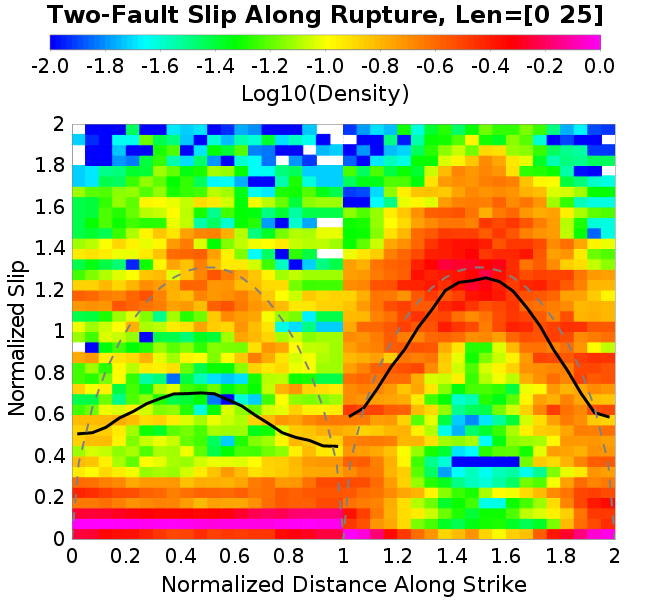 Two-Fault Slip Along Rupture, Len=[0 25]
-2.0 -1.8 -1.6 -1.4 -1.2 -1.0 -0.8 -0.6 -0.4 -0.2 0.0
Log10(Density)
2
1.8
1.6
1.4
1.2
1
0.8
0.6
0.4
0.2
0
Normalized Slip
0 0.2 0.4 0.6 0.8 1 1.2 1.4 1.6 1.8 2
Normalized Distance Along Strike